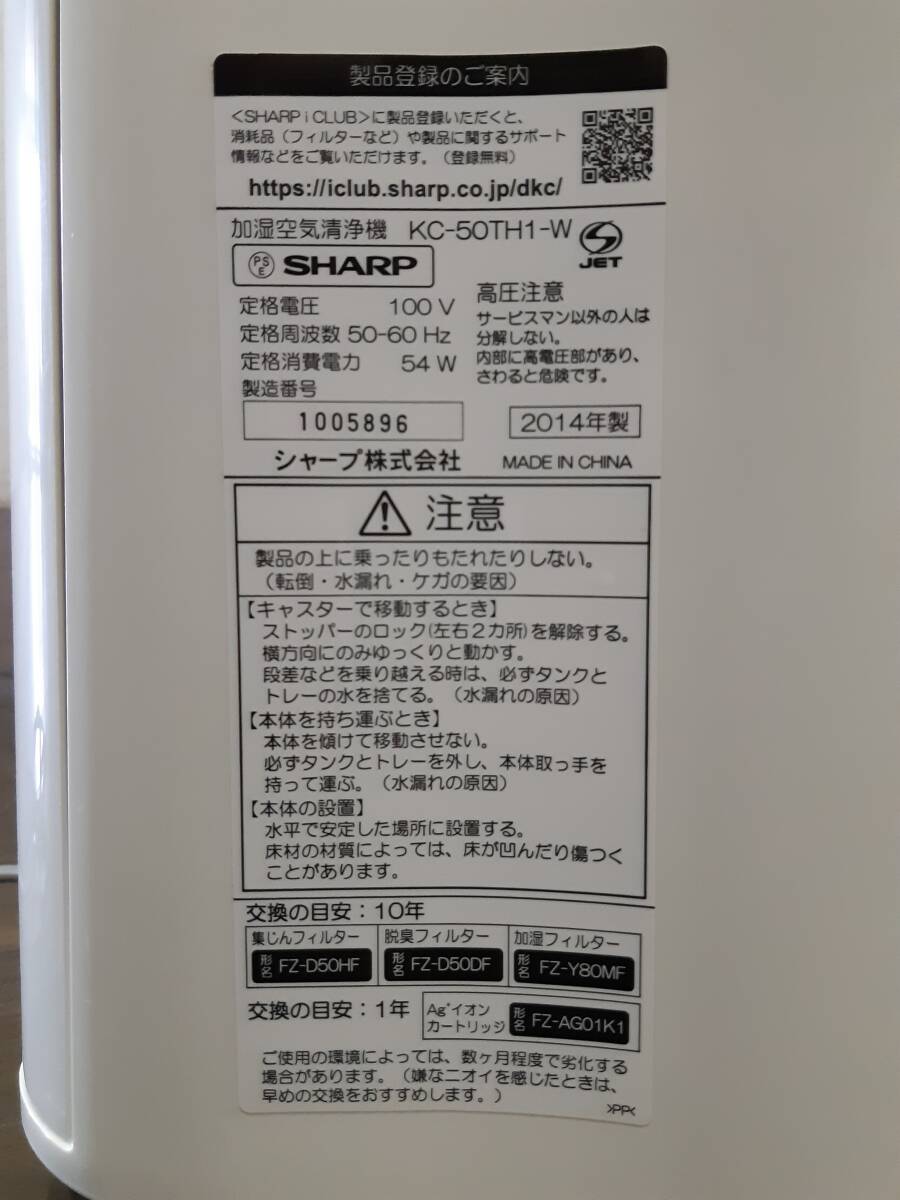 製品登録のご案内
<SHARP i CLUB>に製品登録いただくと、
消耗品（フィルターなど）や製品に関するサポート
情報などをご覧いただけます。（登録無料）
https://iclub.sharp.co.jp/dkc/
加湿空気清浄機 KC-50TH1-W
PSE SHARP
JET
定格電圧 100 V
定格周波数 50-60 Hz
定格消費電力 54 W
製造番号
1005896
高圧注意
サービスマン以外の人は
分解しない。
内部に高電圧部があり、
さわると危険です。
2014年製
シャープ株式会社 MADE IN CHINA
注意
製品の上に乗ったりもたれたりしない。
（転倒・水漏れ・ケガの要因）
【キャスターで移動するとき】
ストッパーのロック(左右2カ所)を解除する。
横方向にのみゆっくりと動かす。
段差などを乗り越える時は、必ずタンクと
トレーの水を捨てる。（水漏れの原因）
【本体を持ち運ぶとき】
本体を傾けて移動させない。
必ずタンクとトレーを外し、本体取っ手を
持って運ぶ。（水漏れの原因）
【本体の設置】
水平で安定した場所に設置する。
床材の材質によっては、床が凹んだり傷つく
ことがあります。
交換の目安：10年
集じんフィルター 脱臭フィルター 加湿フィルター
形名 FZ-D50HF 形名 FZ-D50DF 形名 FZ-Y80MF
交換の目安：1年
Ag⁺イオン
カートリッジ 形名 FZ-AG01K1
ご使用の環境によっては、数ヶ月程度で劣化する
場合があります。（嫌なニオイを感じたときは、
早めの交換をおすすめします。）
>PP<